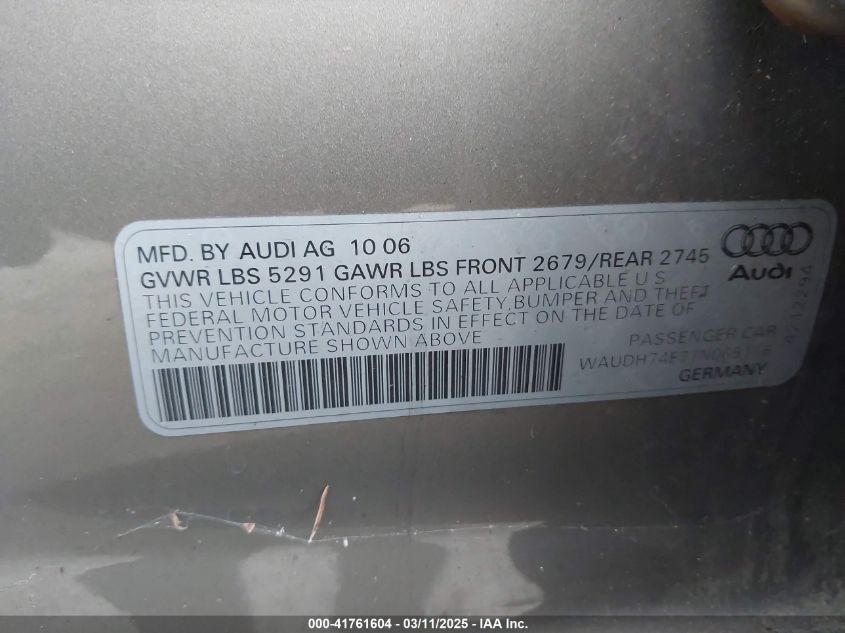 MFD. BY AUDI AG 10 06
GVWR LBS 5291 GAWR LBS FRONT 2679/REAR 2745
THIS VEHICLE CONFORMS TO ALL APPLICABLE U S
FEDERAL MOTOR VEHICLE SAFETY, BUMPER AND THEFT
PREVENTION STANDARDS IN EFFECT ON THE DATE OF
MANUFACTURE SHOWN ABOVE
Audi
PASSENGER CAR
GERMANY
4212294
000-41761604 - 03/11/2025 - IAA Inc.